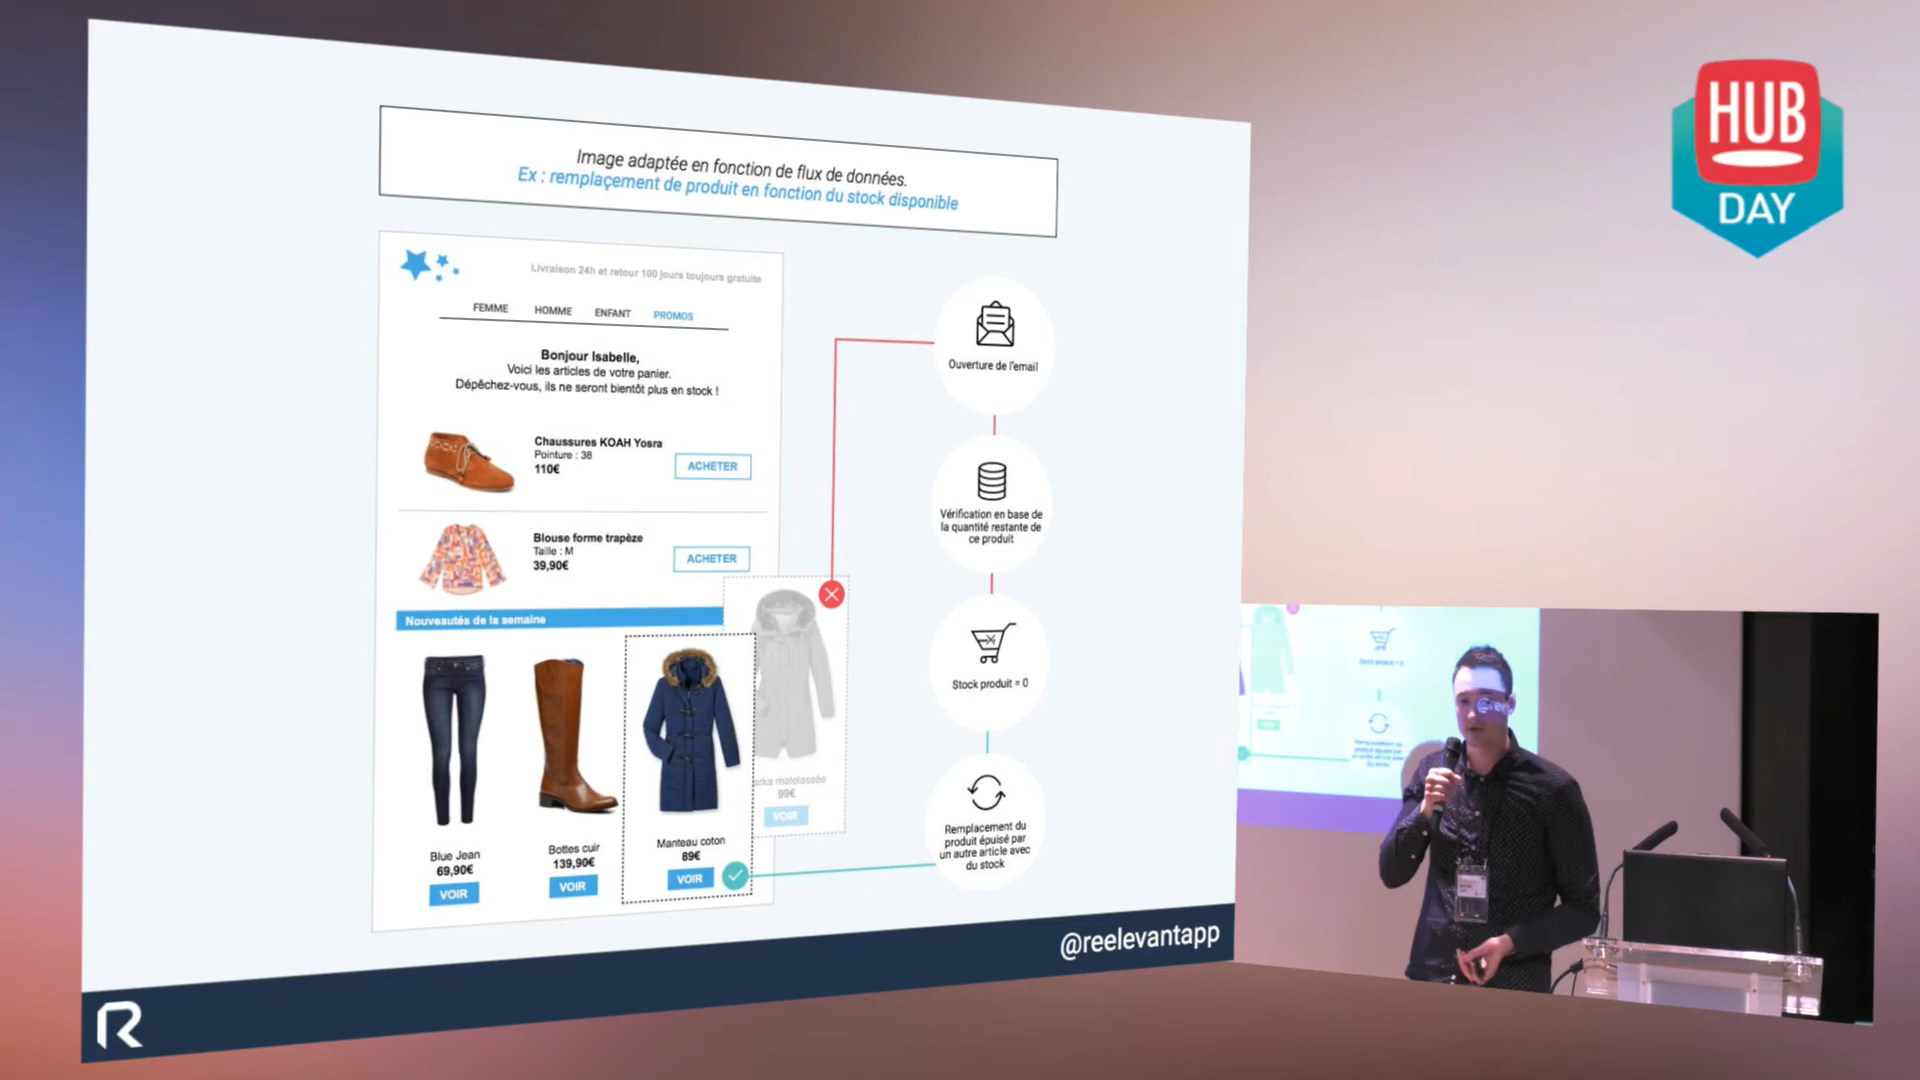 Image adaptée en fonction de flux de données.
Ex : remplaçement de produit en fonction du stock disponible
Livraison 24h et retour 100 jours toujours gratuite
FEMME HOMME ENFANT PROMOS
Bonjour Isabelle,
Voici les articles de votre panier.
Dépêchez-vous, ils ne seront bientôt plus en stock !
Chaussures KOAH Yosra
Pointure : 38
110€
ACHETER
Blouse forme trapèze
Taille : M
39,90€
ACHETER
Nouveautés de la semaine
Blue Jean
69,90€
VOIR
Bottes cuir
139,90€
VOIR
Manteau coton
89€
VOIR
matelassée
99€
VOIR
Ouverture de l'email
Vérification en base de
la quantité restante de
ce produit
Stock produit = 0
Remplacement du
produit épuisé par
un autre article avec
du stock
@reelevantapp
R
HUB
DAY